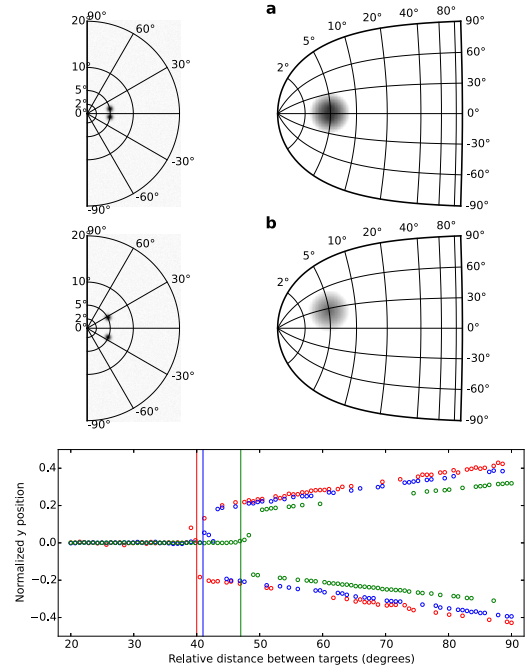 a
20° 90° 60° 30° 10° 5° 2° 0° -30° -60° -90°
90° 80° 40° 20° 10° 5° 2° 60° 30° 0° -30° -60° -90°
b
20° 90° 60° 30° 10° 5° 2° 0° -30° -60° -90°
90° 80° 40° 20° 10° 5° 2° 60° 30° 0° -30° -60° -90°
Normalized y position
0.4
0.2
0.0
−0.2
−0.4
20 30 40 50 60 70 80 90
Relative distance between targets (degrees)